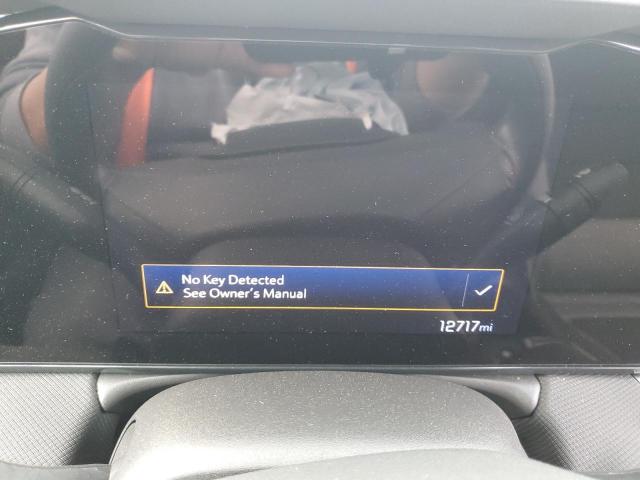 No Key Detected
See Owner's Manual
12717mi